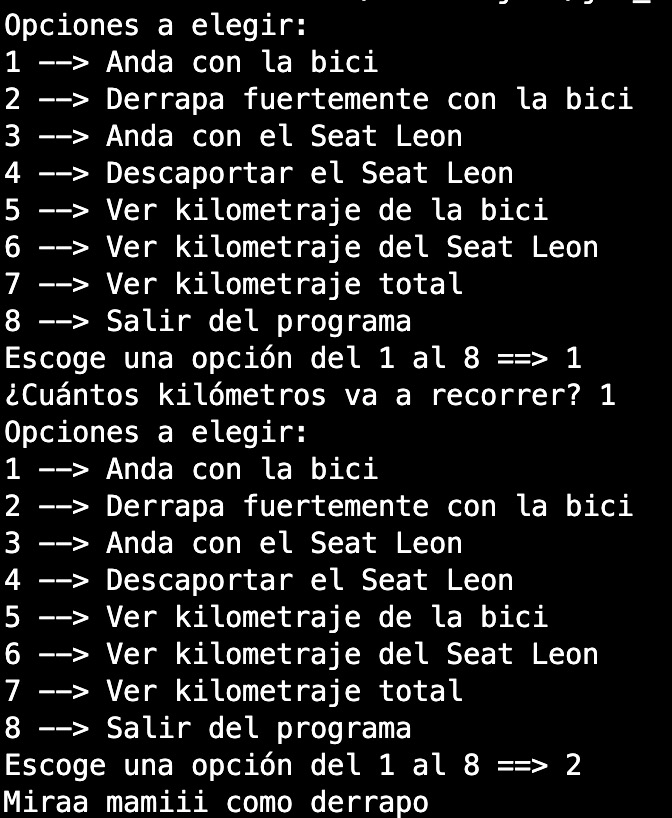 Opciones a elegir:
1 --> Anda con la bici
2 --> Derrapa fuertemente con la bici
3 --> Anda con el Seat Leon
4 --> Descaportar el Seat Leon
5 --> Ver kilometraje de la bici
6 --> Ver kilometraje del Seat Leon
7 --> Ver kilometraje total
8 --> Salir del programa
Escoge una opción del 1 al 8 ==> 1
¿Cuántos kilómetros va a recorrer? 1
Opciones a elegir:
1 --> Anda con la bici
2 --> Derrapa fuertemente con la bici
3 --> Anda con el Seat Leon
4 --> Descaportar el Seat Leon
5 --> Ver kilometraje de la bici
6 --> Ver kilometraje del Seat Leon
7 --> Ver kilometraje total
8 --> Salir del programa
Escoge una opción del 1 al 8 ==> 2
Miraa mamiii como derrapo